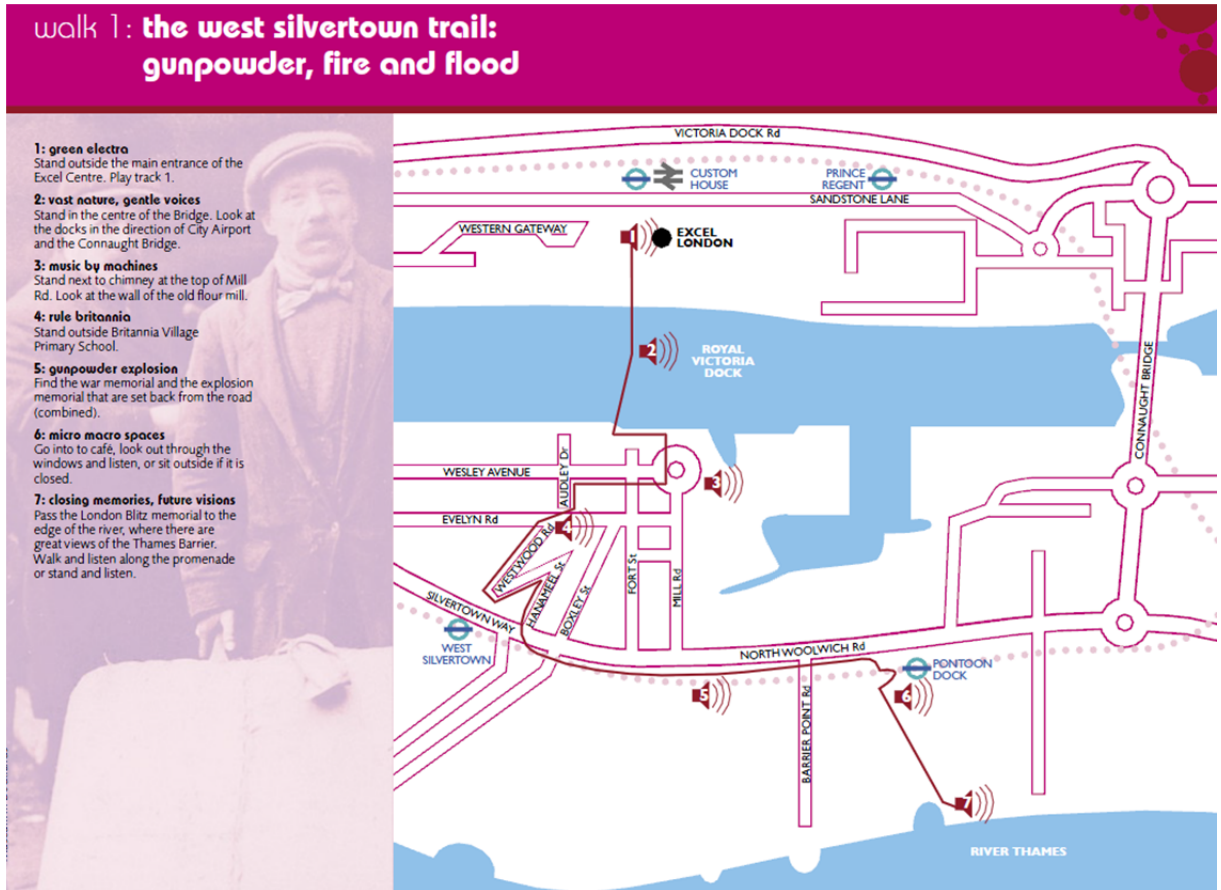 walk 1: the west silvertown trail:
gunpowder, fire and flood
1: green electra
Stand outside the main entrance of the
Excel Centre. Play track 1.
2: vast nature, gentle voices
Stand in the centre of the Bridge. Look at
the docks in the direction of City Airport
and the Connaught Bridge.
3: music by machines
Stand next to chimney at the top of Mill
Rd. Look at the wall of the old flour mill.
4: rule britannia
Stand outside Britannia Village
Primary School.
5: gunpowder explosion
Find the war memorial and the explosion
memorial that are set back from the road
(combined).
6: micro macro spaces
Go into to café, look out through the
windows and listen, or sit outside if it is
closed.
7: closing memories, future visions
Pass the London Blitz memorial to the
edge of the river, where there are
great views of the Thames Barrier.
Walk and listen along the promenade
or stand and listen.
VICTORIA DOCK Rd
CUSTOM
HOUSE
PRINCE
REGENT
SANDSTONE LANE
WESTERN GATEWAY
1
EXCEL
LONDON
2
ROYAL
VICTORIA
DOCK
CONNAUGHT BRIDGE
WESLEY AVENUE
AUDLEY Dr
3
EVELYN Rd
4
WESTWOOD Rd
HANAMEEL St
BOXLEY St
FORT St
MILL Rd
SILVERTOWN WAY
WEST
SILVERTOWN
NORTH WOOLWICH Rd
PONTOON
DOCK
5
6
BARRIER POINT Rd
7
RIVER THAMES